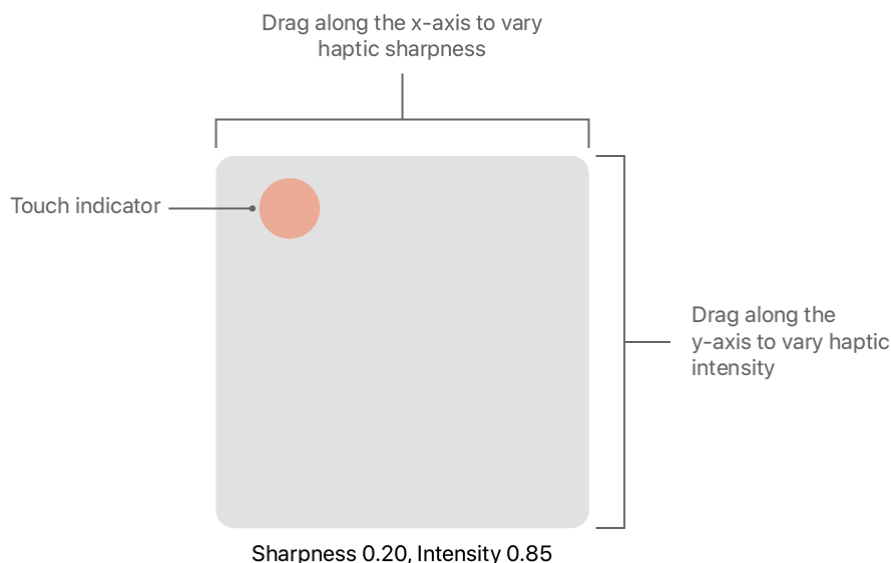 Drag along the x-axis to vary
haptic sharpness
Touch indicator
Drag along the
y-axis to vary haptic
intensity
Sharpness 0.20, Intensity 0.85